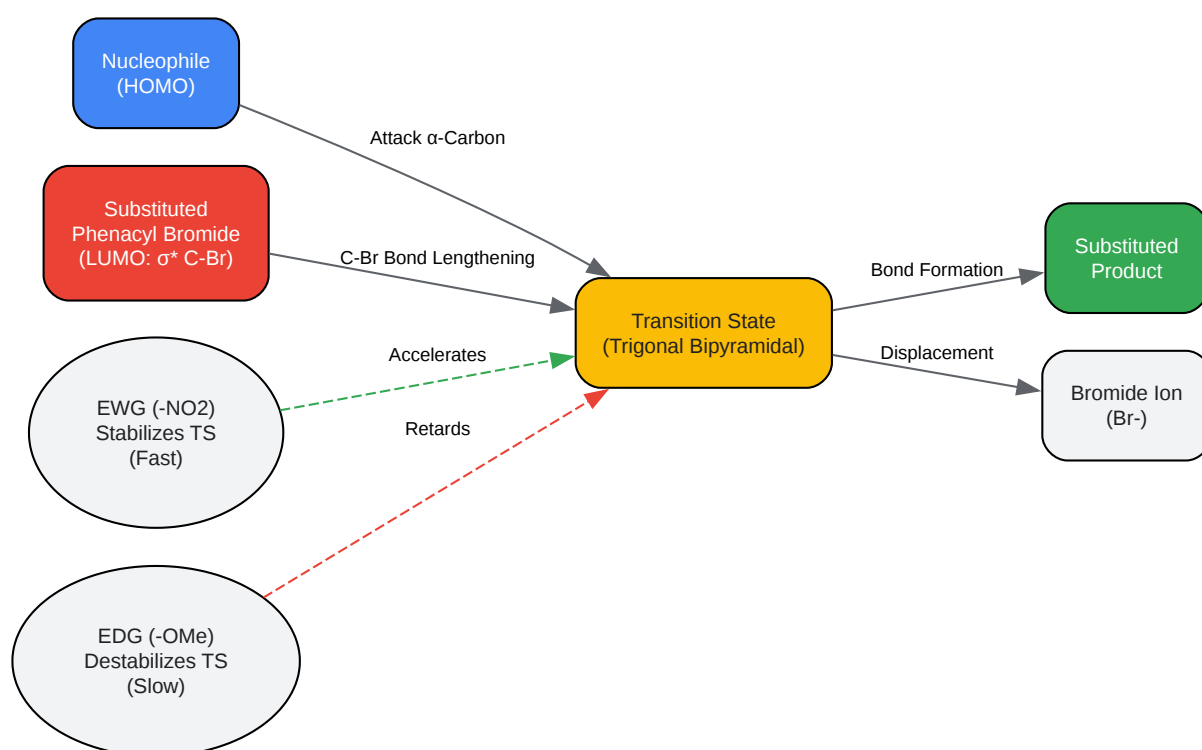 Nucleophile
(HOMO)
Attack α-Carbon
Substituted
Phenacyl Bromide
(LUMO: σ* C-Br)
C-Br Bond Lengthening
Transition State
(Trigonal Bipyramidal)
Bond Formation
Substituted
Product
Displacement
Bromide Ion
(Br-)
Accelerates
EWG (-NO2)
Stabilizes TS
(Fast)
Retards
EDG (-OMe)
Destabilizes TS
(Slow)